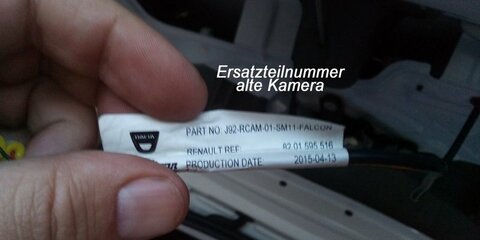 Ersatzteilnummer
alte Kamera
PART NO. J92-RCAM-01-SM11-FALCON
RENAULT REF. 82 01 595 516
PRODUCTION DATE 2015-04-13